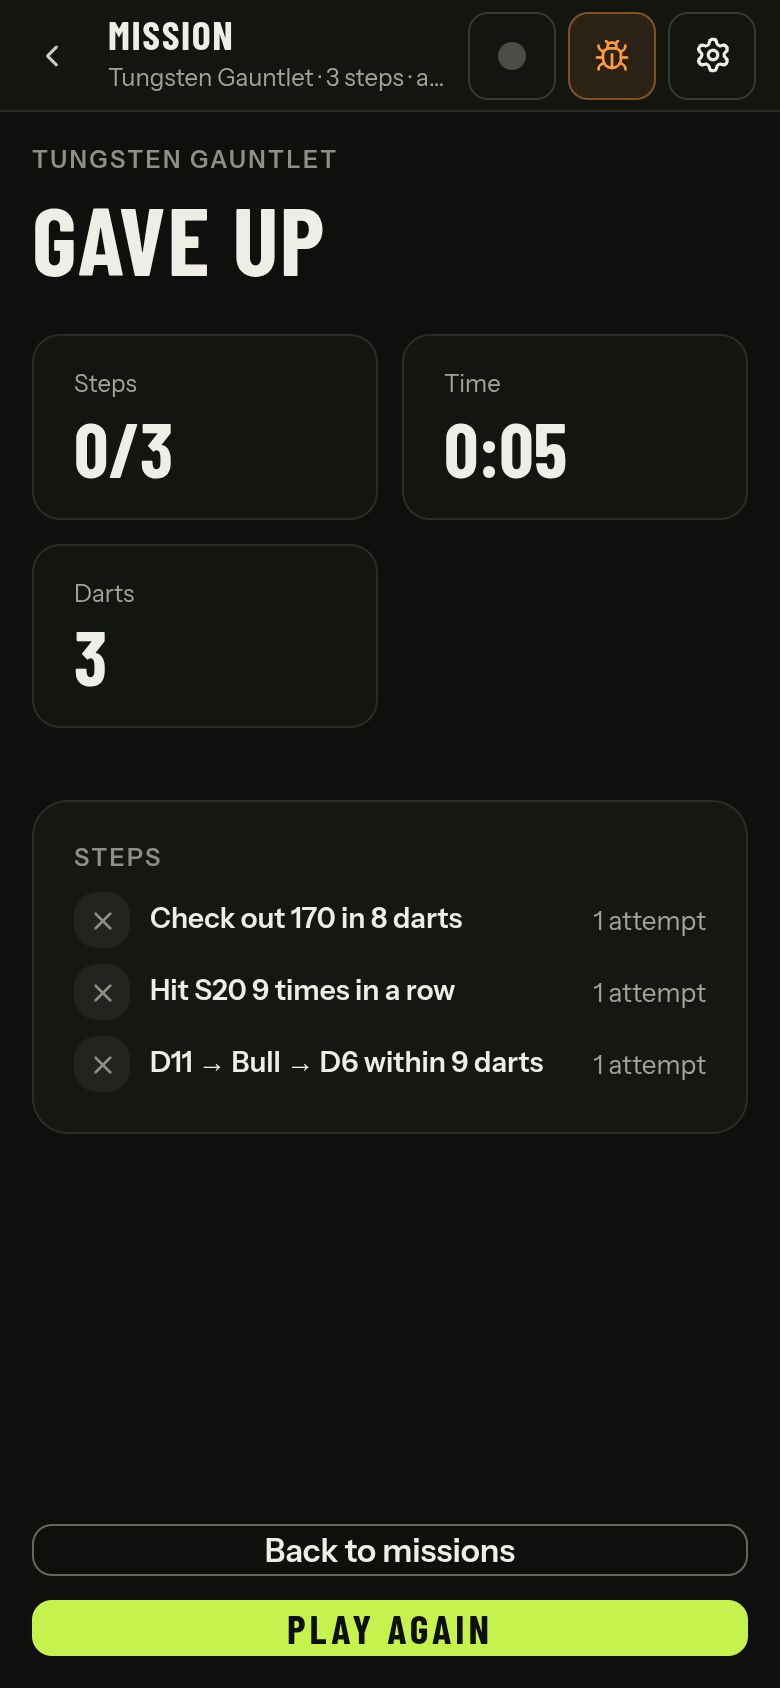 MISSION
Tungsten Gauntlet · 3 steps · a...
TUNGSTEN GAUNTLET
GAVE UP
Steps
0/3
Time
0:05
Darts
3
STEPS
Check out 170 in 8 darts
1 attempt
Hit S20 9 times in a row
1 attempt
D11 → Bull → D6 within 9 darts
1 attempt
Back to missions
PLAY AGAIN